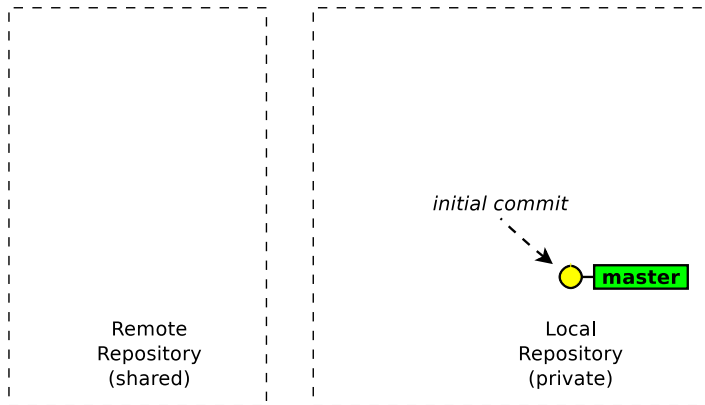 initial commit
master
Remote
Repository
(shared)
Local
Repository
(private)